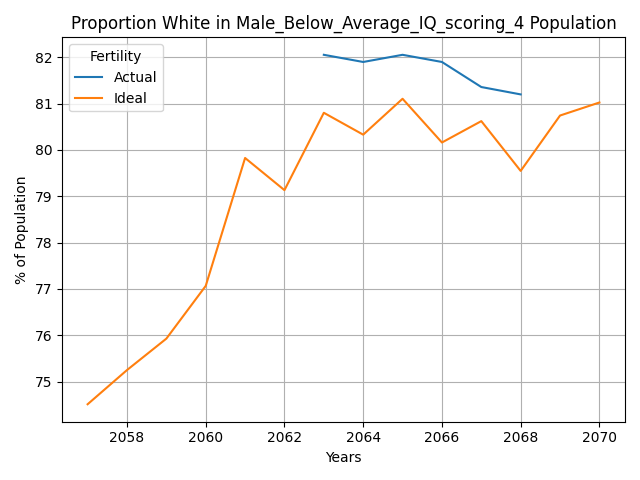 Proportion White in Male_Below_Average_IQ_scoring_4 Population
Fertility
Actual
Ideal
% of Population
82
81
80
79
78
77
76
75
2058 2060 2062 2064 2066 2068 2070
Years